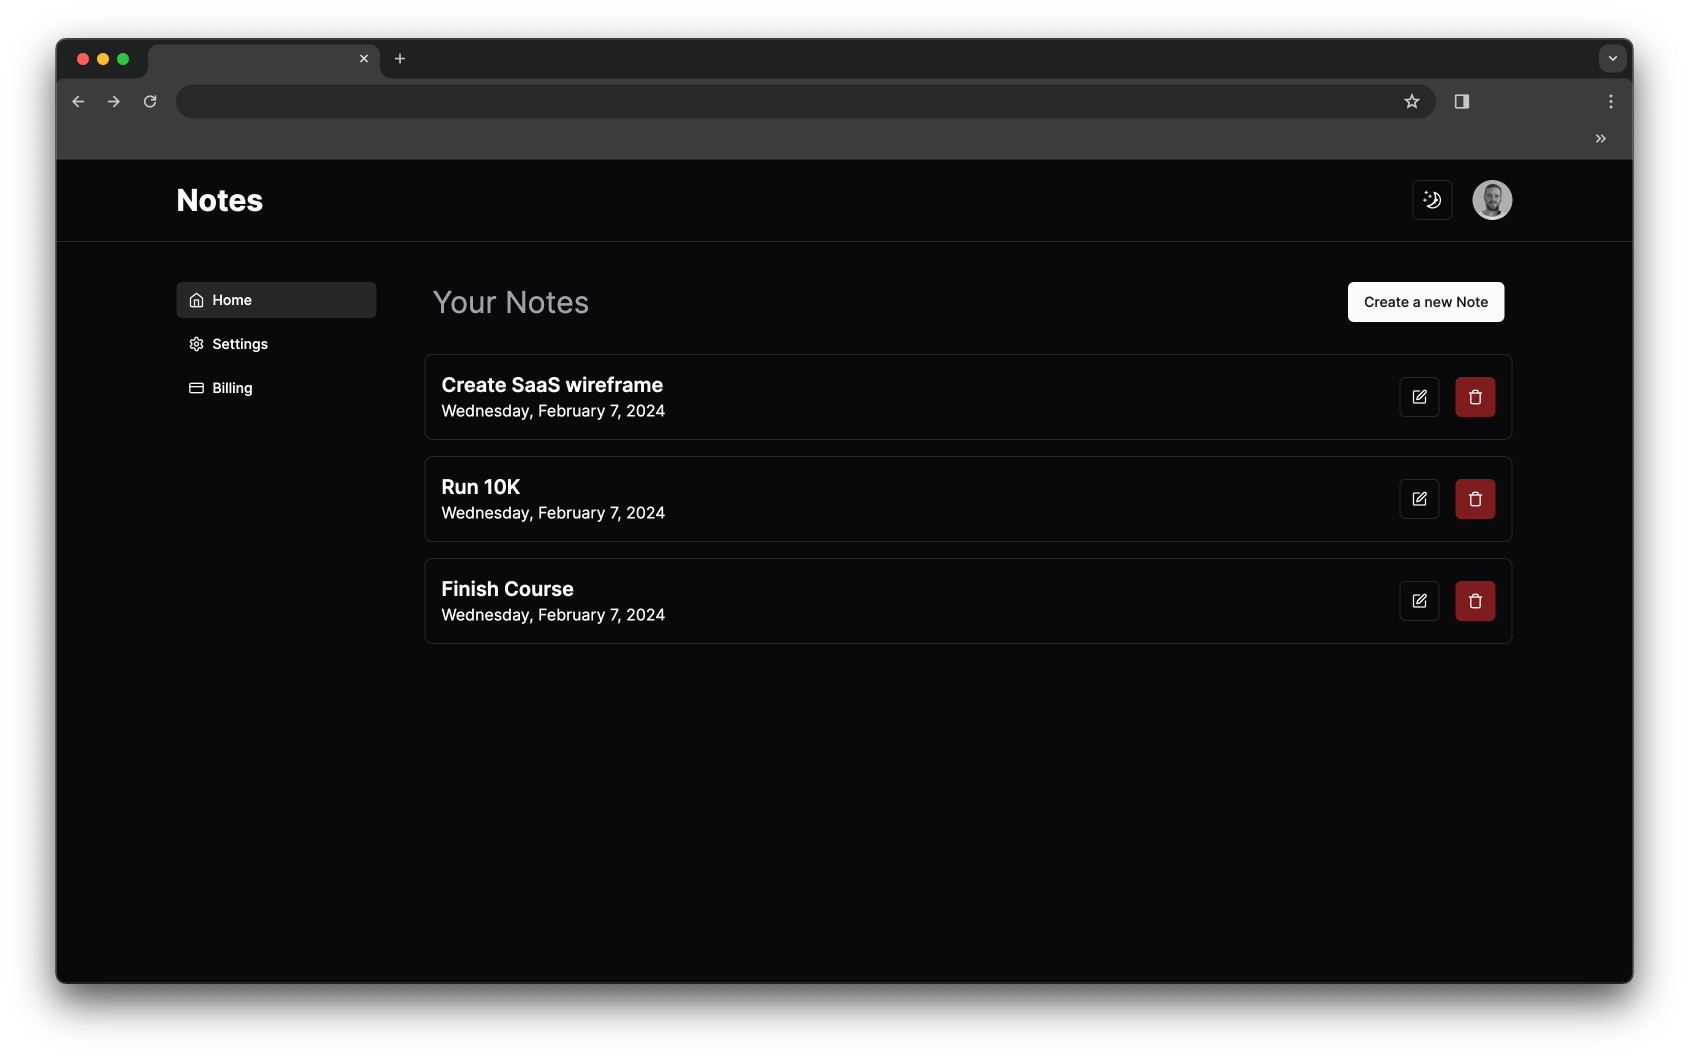 Notes
Home
Settings
Billing
Your Notes
Create a new Note
Create SaaS wireframe
Wednesday, February 7, 2024
Run 10K
Wednesday, February 7, 2024
Finish Course
Wednesday, February 7, 2024